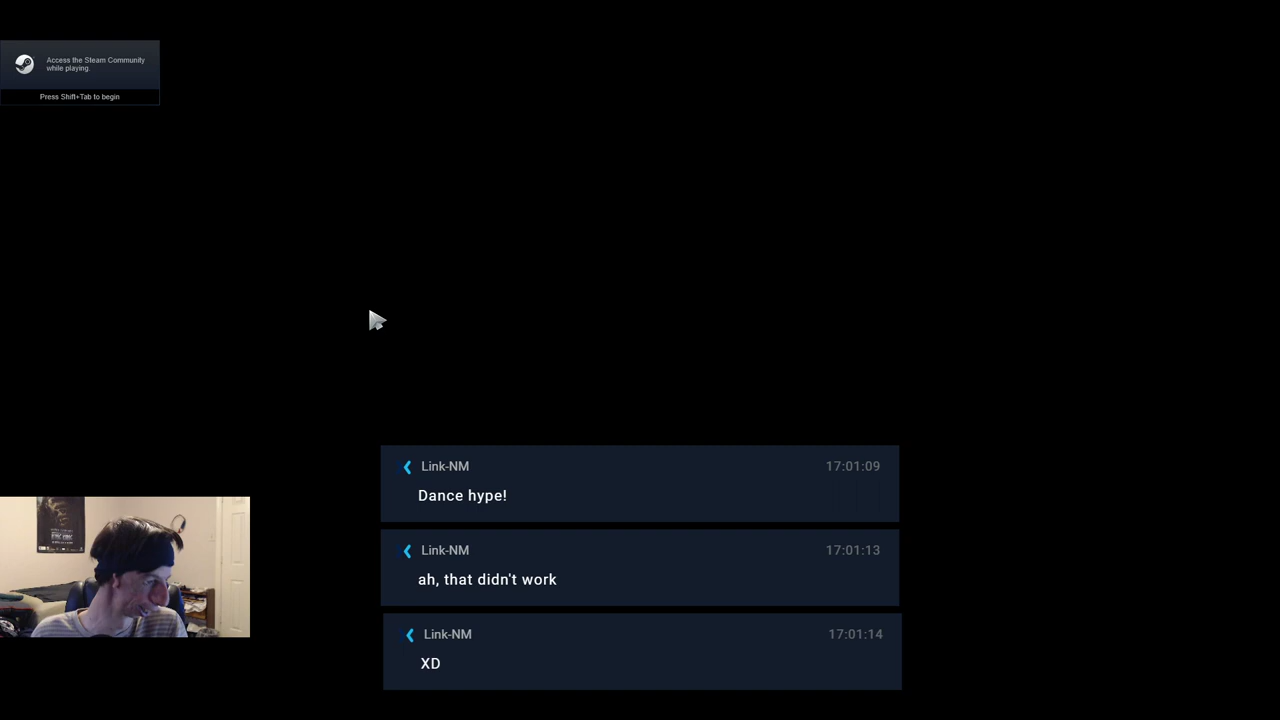 Access the Steam Community
while playing.
Press Shift+Tab to begin
Link-NM 17:01:09
Dance hype!
Link-NM 17:01:13
ah, that didn't work
Link-NM 17:01:14
XD